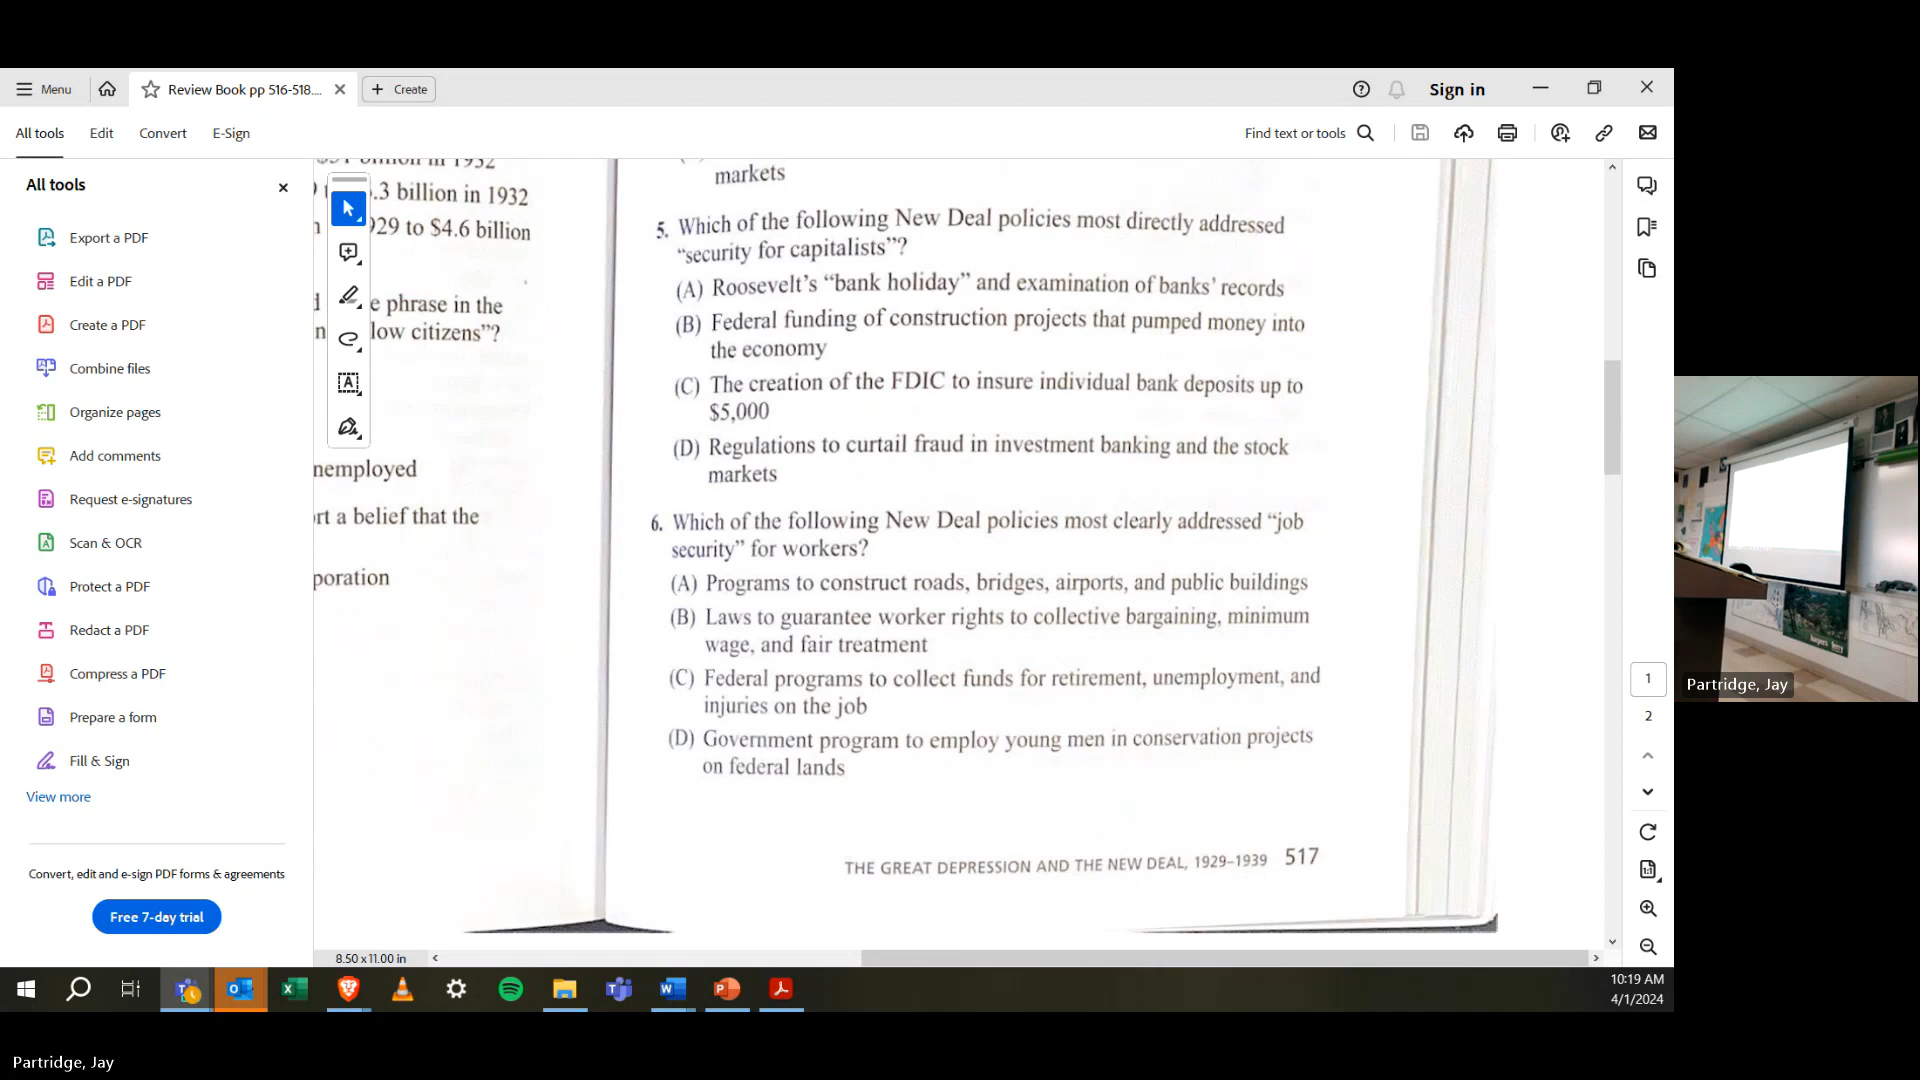 Menu
Review Book pp 516-518....
Create
Sign in
All tools
Edit
Convert
E-Sign
Find text or tools
All tools
Export a PDF
Edit a PDF
Create a PDF
Combine files
Organize pages
Add comments
Request e-signatures
Scan & OCR
Protect a PDF
Redact a PDF
Compress a PDF
Prepare a form
Fill & Sign
View more
Convert, edit and e-sign PDF forms & agreements
Free 7-day trial
billion in 1932
.3 billion in 1932
929 to $4.6 billion
e phrase in the
low citizens”?
nemployed
rt a belief that the
poration
markets
5. Which of the following New Deal policies most directly addressed
“security for capitalists”?
(A) Roosevelt’s “bank holiday” and examination of banks’ records
(B) Federal funding of construction projects that pumped money into
the economy
(C) The creation of the FDIC to insure individual bank deposits up to
$5,000
(D) Regulations to curtail fraud in investment banking and the stock
markets
6. Which of the following New Deal policies most clearly addressed “job
security” for workers?
(A) Programs to construct roads, bridges, airports, and public buildings
(B) Laws to guarantee worker rights to collective bargaining, minimum
wage, and fair treatment
(C) Federal programs to collect funds for retirement, unemployment, and
injuries on the job
(D) Government program to employ young men in conservation projects
on federal lands
THE GREAT DEPRESSION AND THE NEW DEAL, 1929–1939 517
1
2
8.50 x 11.00 in
10:19 AM
4/1/2024
Partridge, Jay
Partridge, Jay